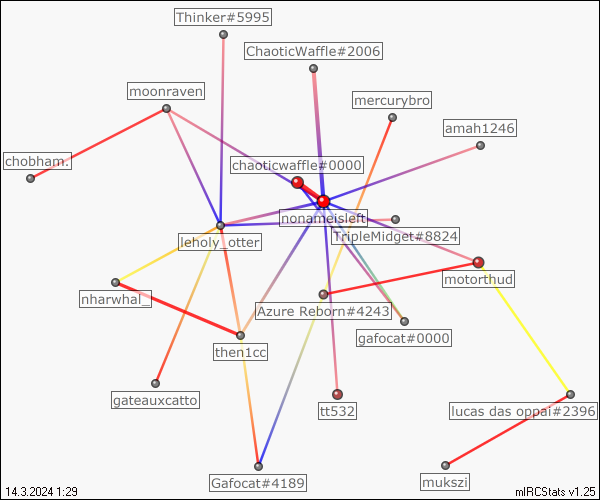 Thinker#5995
ChaoticWaffle#2006
moonraven
mercurybro
amah1246
chobham.
chaoticwaffle#0000
nonameisleft
TripleMidget#8824
leholy_otter
motorthud
nharwhal_
Azure Reborn#4243
gafocat#0000
then1cc
gateauxcatto
tt532
lucas das oppai#2396
Gafocat#4189
mukszi
14.3.2024 1:29
mIRCStats v1.25